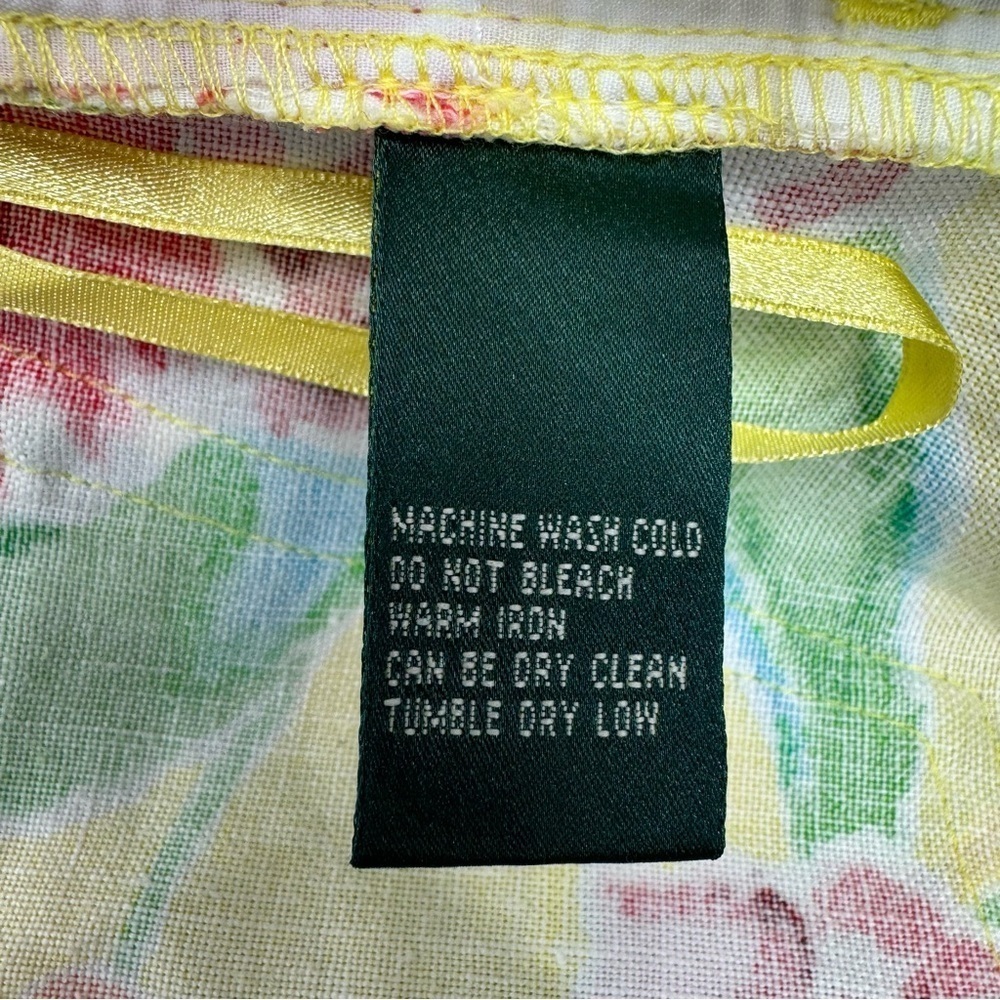 MACHINE WASH COLD
DO NOT BLEACH
WARM IRON
CAN BE DRY CLEAN
TUMBLE DRY LOW